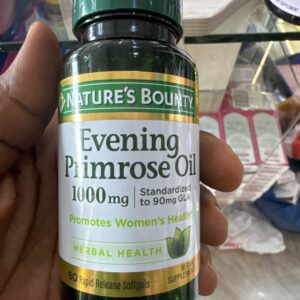 NATURE'S BOUNTY
Evening
Primrose Oil
1000 mg
Standardized
to 90mg GLA
Promotes Women's Health
HERBAL HEALTH
60 Rapid Release Softgels